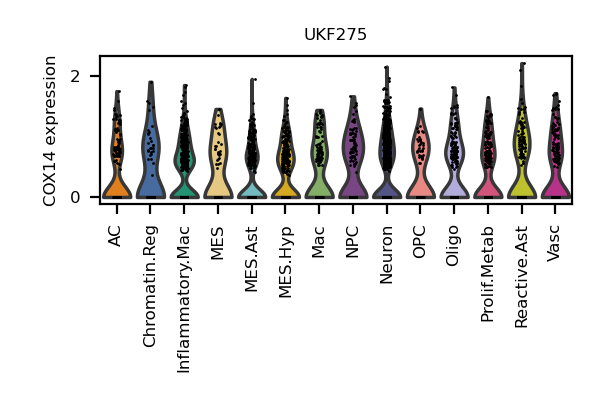 UKF275
COX14 expression
2
0
AC
Chromatin.Reg
Inflammatory.Mac
MES
MES.Ast
MES.Hyp
Mac
NPC
Neuron
OPC
Oligo
Prolif.Metab
Reactive.Ast
Vasc